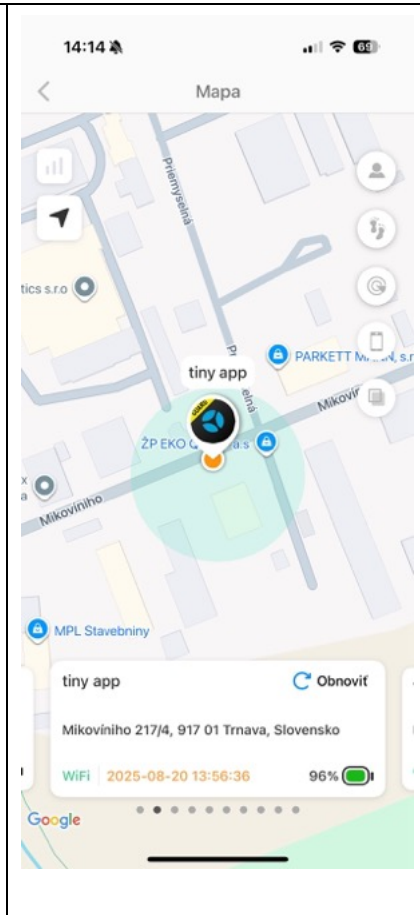 14:14
69
Mapa
Priemyselná
tics s.r.o
PARKETT
tiny app
Mikovín
ŽP EKO Q
a.s
Mikovíniho
MPL Stavebniny
tiny app
Obnoviť
Mikovíniho 217/4, 917 01 Trnava, Slovensko
WiFi 2025-08-20 13:56:36 96%
Google